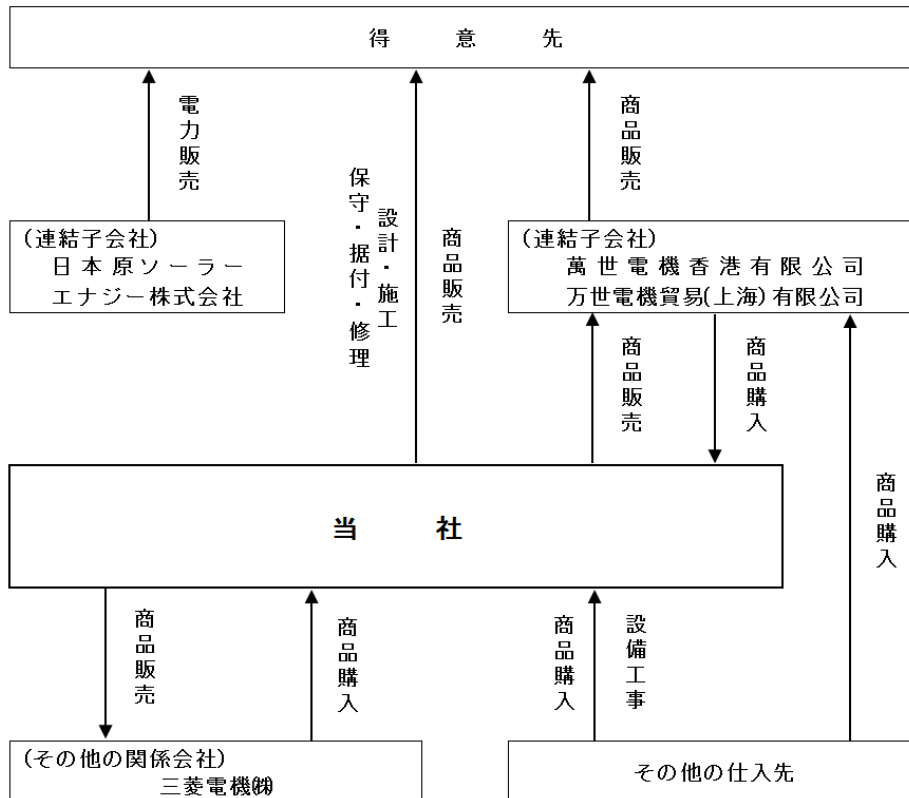 得意先
電力販売
保守・据付・修理
設計・施工
商品販売
商品販売
(連結子会社)
日本原ソーラー
エナジー株式会社
(連結子会社)
萬世電機香港有限公司
万世電機貿易(上海)有限公司
商品販売
商品購入
商品購入
当社
商品販売
商品購入
商品購入
設備工事
(その他の関係会社)
三菱電機㈱
その他の仕入先